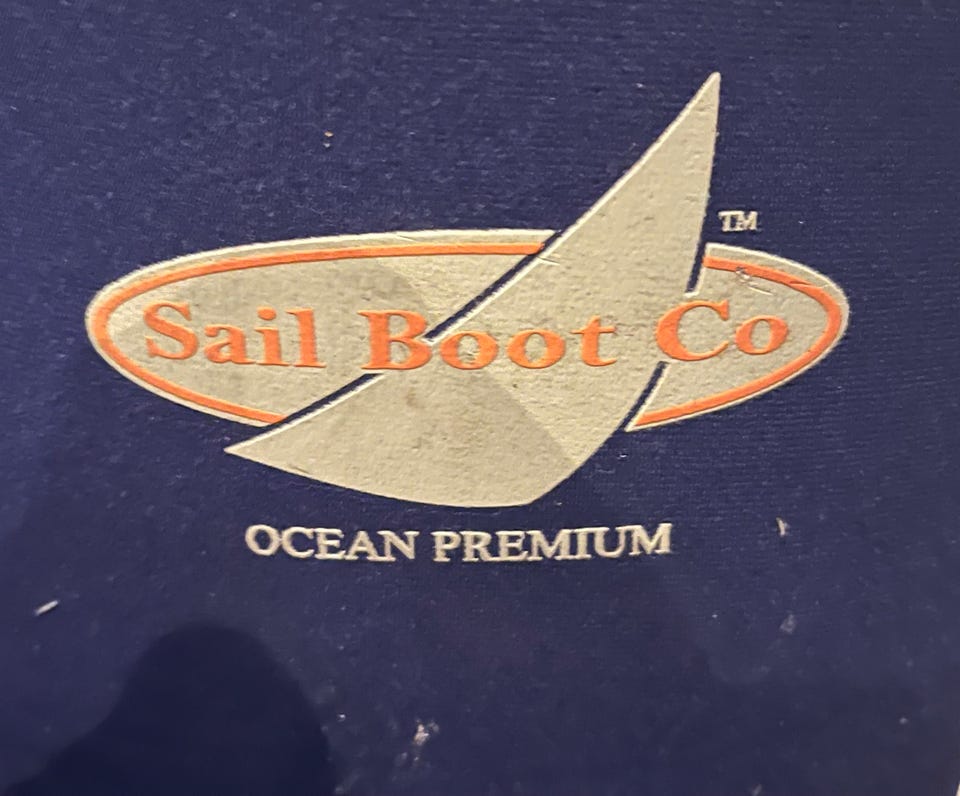 TM
Sail Boot Co
OCEAN PREMIUM